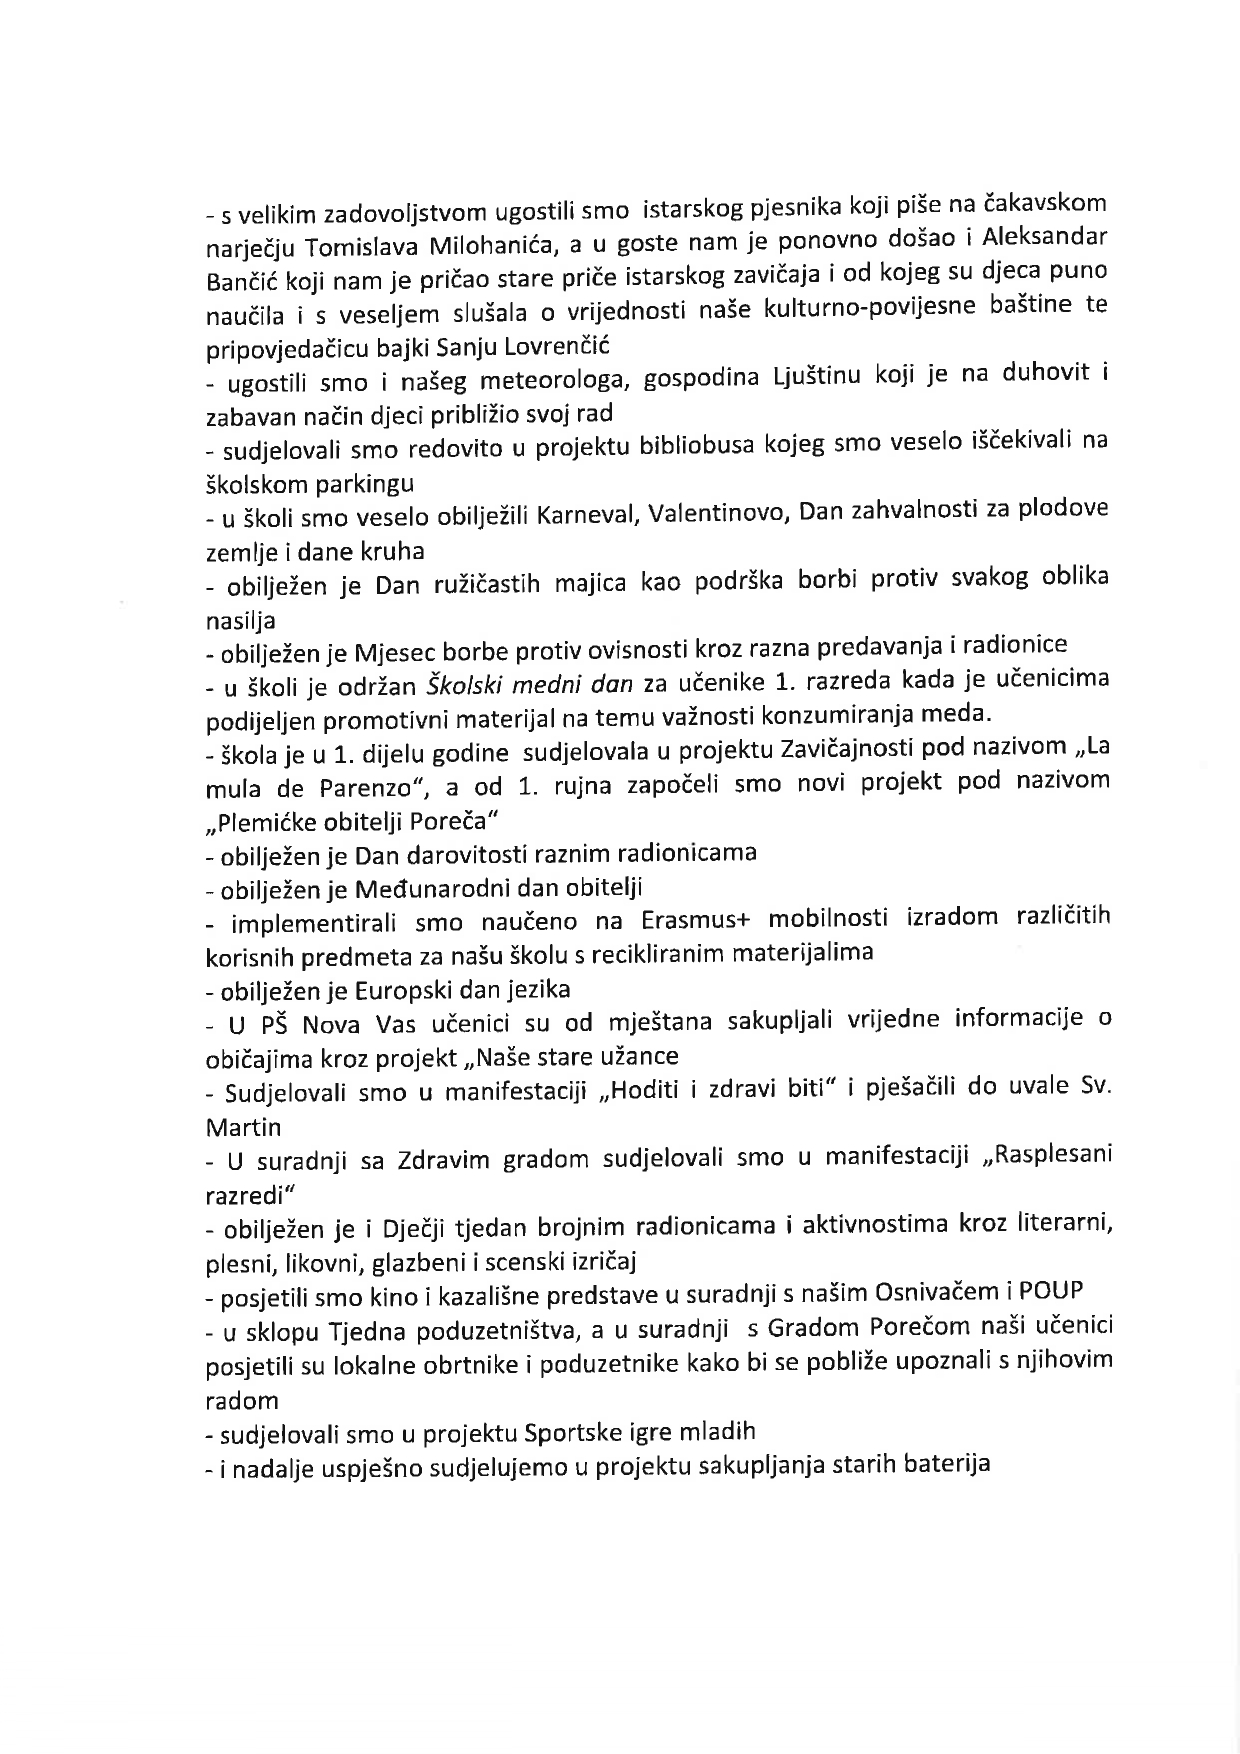 - s velikim zadovoljstvom ugostili smo  istarskog pjesnika koji piše na čakavskom
narječju Tomislava Milohanića, a u goste nam je ponovno došao i Aleksandar
Bančić koji nam je pričao stare priče istarskog zavičaja i od kojeg su djeca puno
naučila i s veseljem slušala o vrijednosti naše kulturno-povijesne baštine te
pripovjedačicu bajki Sanju Lovrenčić
- ugostili smo i našeg meteorologa, gospodina Ljuštinu koji je na duhovit i
zabavan način djeci približio svoj rad
- sudjelovali smo redovito u projektu bibliobusa kojeg smo veselo iščekivali na
školskom parkingu
- u školi smo veselo obilježili Karneval, Valentinovo, Dan zahvalnosti za plodove
zemlje i dane kruha
- obilježen je Dan ružičastih majica kao podrška borbi protiv svakog oblika
nasilja
- obilježen je Mjesec borbe protiv ovisnosti kroz razna predavanja i radionice
- u školi je održan Školski medni dan za učenike 1. razreda kada je učenicima
podijeljen promotivni materijal na temu važnosti konzumiranja meda.
- škola je u 1. dijelu godine  sudjelovala u projektu Zavičajnosti pod nazivom „La
mula de Parenzo“, a od 1. rujna započeli smo novi projekt pod nazivom
„Plemićke obitelji Poreča“
- obilježen je Dan darovitosti raznim radionicama
- obilježen je Međunarodni dan obitelji
- implementirali smo naučeno na Erasmus+ mobilnosti izradom različitih
korisnih predmeta za našu školu s recikliranim materijalima
- obilježen je Europski dan jezika
- U PŠ Nova Vas učenici su od mještana sakupljali vrijedne informacije o
običajima kroz projekt „Naše stare užance
- Sudjelovali smo u manifestaciji „Hoditi i zdravi biti“ i pješačili do uvale Sv.
Martin
- U suradnji sa Zdravim gradom sudjelovali smo u manifestaciji „Rasplesani
razredi“
- obilježen je i Dječji tjedan brojnim radionicama i aktivnostima kroz literarni,
plesni, likovni, glazbeni i scenski izričaj
- posjetili smo kino i kazališne predstave u suradnji s našim Osnivačem i POUP
- u sklopu Tjedna poduzetništva, a u suradnji  s Gradom Porečom naši učenici
posjetili su lokalne obrtnike i poduzetnike kako bi se pobliže upoznali s njihovim
radom
- sudjelovali smo u projektu Sportske igre mladih
- i nadalje uspješno sudjelujemo u projektu sakupljanja starih baterija